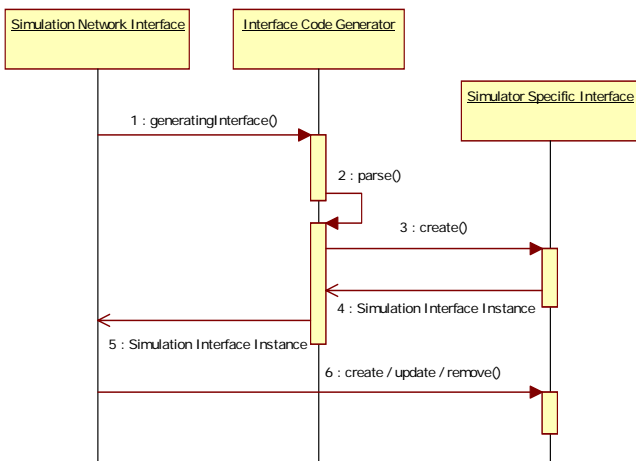 Simulation Network Interface
Interface Code Generator
Simulator Specific Interface
1 : generatingInterface()
2 : parse()
3 : create()
4 : Simulation Interface Instance
5 : Simulation Interface Instance
6 : create / update / remove()